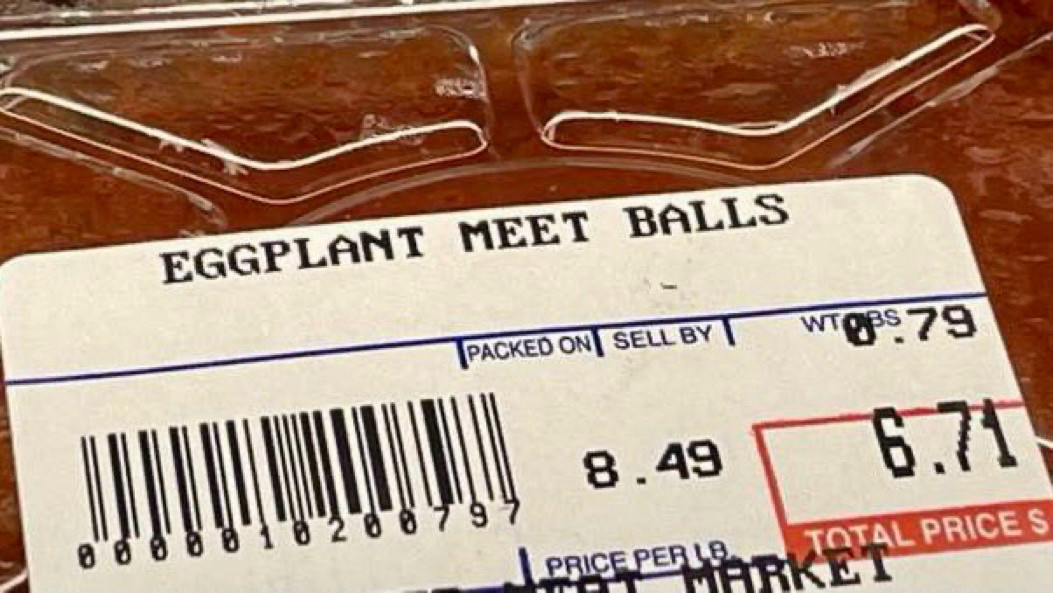 EGGPLANT MEET BALLS
PACKED ON SELL BY WT LBS
0.79
8.49 6.71
0000010200797
PRICE PER LB. TOTAL PRICE $
MEAT MARKET